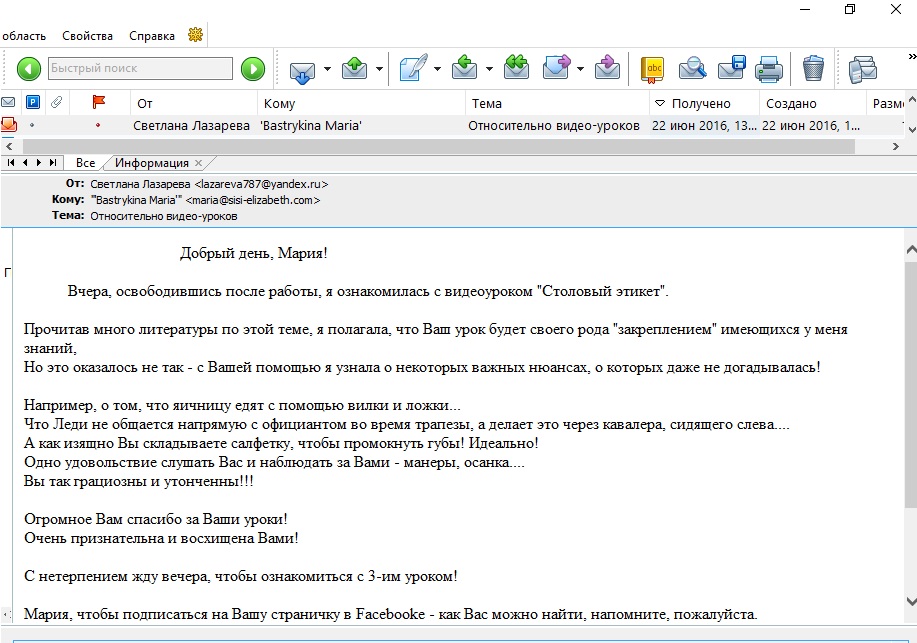 область Свойства Справка
Быстрый поиск
abc
От Кому Тема Получено Создано Разм
Светлана Лазарева 'Bastrykina Maria' Относительно видео-уроков 22 июн 2016, 13... 22 июн 2016, 1...
Все Информация
От: Светлана Лазарева <lazareva787@yandex.ru>
Кому: "'Bastrykina Maria'" <maria@sisi-elizabeth.com>
Тема: Относительно видео-уроков
Добрый день, Мария!
Вчера, освободившись после работы, я ознакомилась с видеоуроком "Столовый этикет".
Прочитав много литературы по этой теме, я полагала, что Ваш урок будет своего рода "закреплением" имеющихся у меня
знаний,
Но это оказалось не так - с Вашей помощью я узнала о некоторых важных нюансах, о которых даже не догадывалась!
Например, о том, что яичницу едят с помощью вилки и ложки...
Что Леди не общается напрямую с официантом во время трапезы, а делает это через кавалера, сидящего слева....
А как изящно Вы складываете салфетку, чтобы промокнуть губы! Идеально!
Одно удовольствие слушать Вас и наблюдать за Вами - манеры, осанка....
Вы так грациозны и утонченны!!!
Огромное Вам спасибо за Ваши уроки!
Очень признательна и восхищена Вами!
С нетерпением жду вечера, чтобы ознакомиться с 3-им уроком!
Мария, чтобы подписаться на Вашу страничку в Facebooke - как Вас можно найти, напомните, пожалуйста.